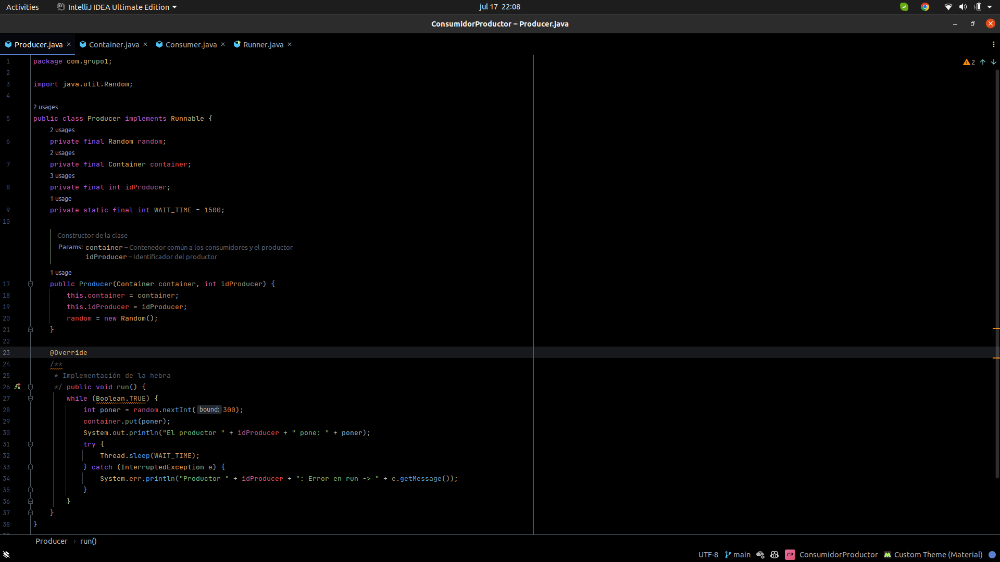 Activities IntelliJ IDEA Ultimate Edition jul 17 22:08
ConsumidorProductor – Producer.java
Producer.java × Container.java × Consumer.java × Runner.java ×
1 package com.grupo1; 2
2
3 import java.util.Random;
4
2 usages
5 public class Producer implements Runnable {
2 usages
6 private final Random random;
2 usages
7 private final Container container;
3 usages
8 private final int idProducer;
1 usage
9 private static final int WAIT_TIME = 1500;
10
Constructor de la clase
Params: container – Contenedor común a los consumidores y el productor
idProducer – Identificador del productor
1 usage
17 public Producer(Container container, int idProducer) {
18 this.container = container;
19 this.idProducer = idProducer;
20 random = new Random();
21 }
22
23 @Override
24 /**
25 * Implementación de la hebra
26 */ public void run() {
27 while (Boolean.TRUE) {
28 int poner = random.nextInt( bound: 300);
29 container.put(poner);
30 System.out.println("El productor " + idProducer + " pone: " + poner);
31 try {
32 Thread.sleep(WAIT_TIME);
33 } catch (InterruptedException e) {
34 System.err.println("Productor " + idProducer + ": Error en run -> " + e.getMessage());
35 }
36 }
37 }
38 }
Producer › run()
UTF-8 main CP ConsumidorProductor Custom Theme (Material)